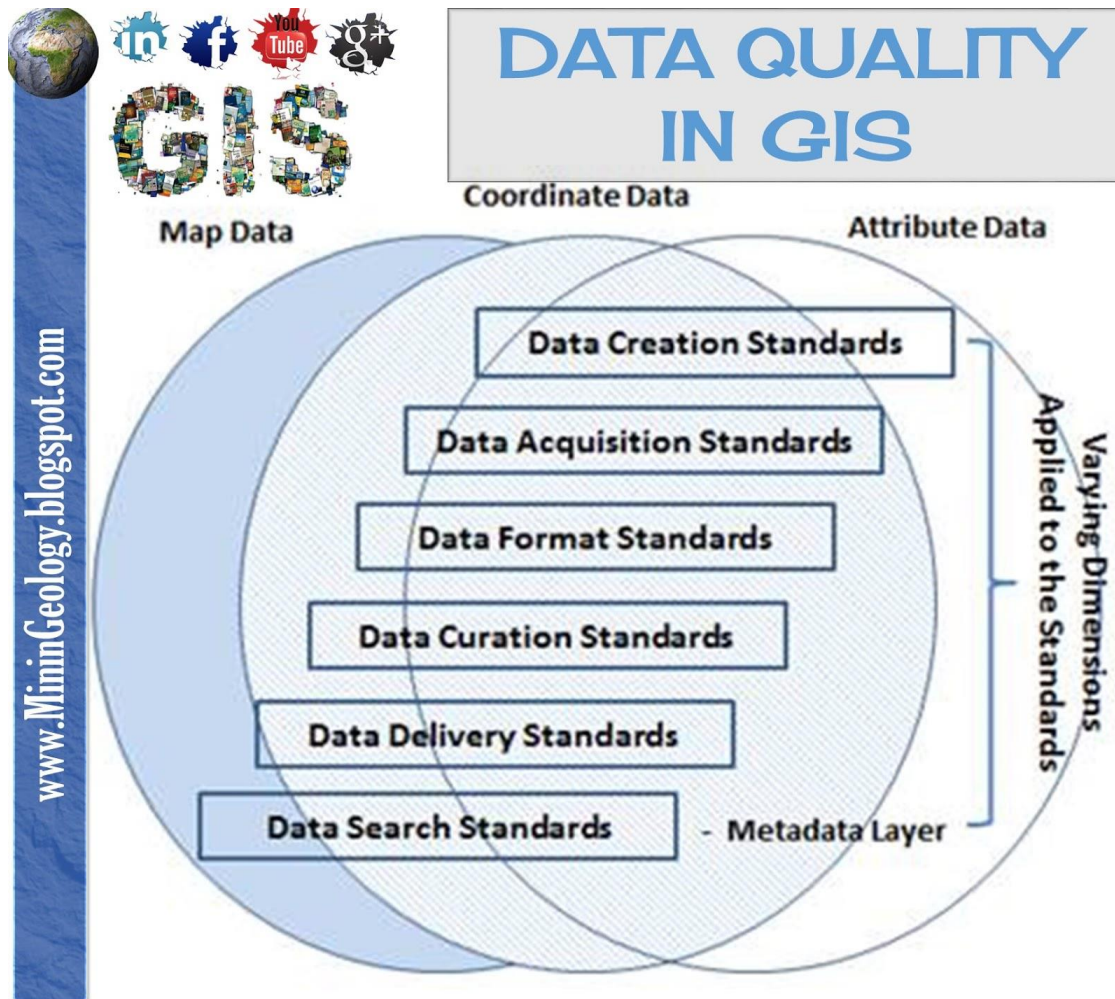 in
f
You
Tube
g+
GIS
DATA QUALITY
IN GIS
www.MininGeology.blogspot.com
Map Data
Coordinate Data
Attribute Data
Data Creation Standards
Data Acquisition Standards
Data Format Standards
Data Curation Standards
Data Delivery Standards
Data Search Standards
- Metadata Layer
Varying Dimensions
Applied to the Standards